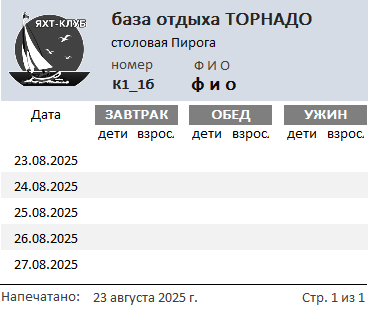 ЯХТ-КЛУБ
база отдыха ТОРНАДО
столовая Пирога
номер Ф И О
К1_1б ф и о
Дата ЗАВТРАК ОБЕД УЖИН
дети взрос. дети взрос. дети взрос.
23.08.2025
24.08.2025
25.08.2025
26.08.2025
27.08.2025
Напечатано: 23 августа 2025 г. Стр. 1 из 1